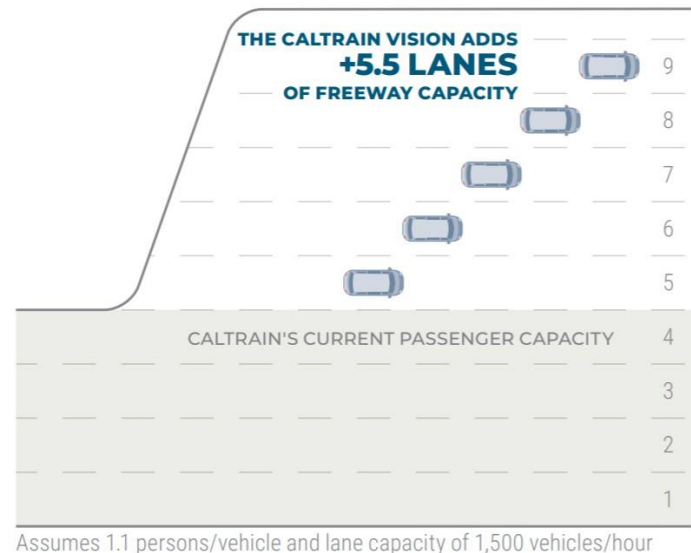 THE CALTRAIN VISION ADDS
+5.5 LANES
OF FREEWAY CAPACITY
9
8
7
6
5
CALTRAIN'S CURRENT PASSENGER CAPACITY 4
3
2
1
Assumes 1.1 persons/vehicle and lane capacity of 1,500 vehicles/hour